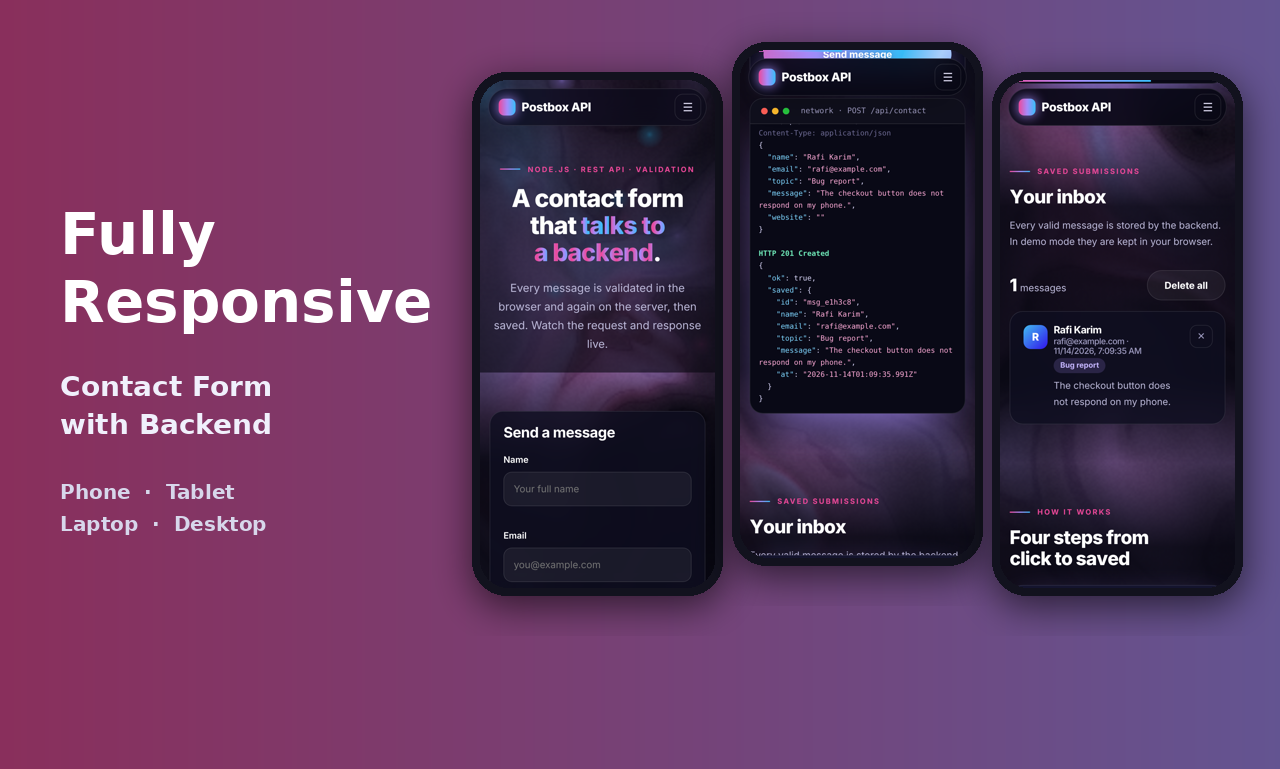 Fully
Responsive
Contact Form
with Backend
Phone · Tablet
Laptop · Desktop
Postbox API
☰
NODE.JS · REST API · VALIDATION
A contact form
that talks to
a backend.
Every message is validated in the
browser and again on the server, then
saved. Watch the request and response
live.
Send a message
Name
Your full name
Email
you@example.com
Send message
Postbox API
☰
network · POST /api/contact
Content-Type: application/json
{
"name": "Rafi Karim",
"email": "rafi@example.com",
"topic": "Bug report",
"message": "The checkout button does not
respond on my phone.",
"website": ""
}
HTTP 201 Created
{
"ok": true,
"saved": {
"id": "msg_e1h3c8",
"name": "Rafi Karim",
"email": "rafi@example.com",
"topic": "Bug report",
"message": "The checkout button does not
respond on my phone.",
"at": "2026-11-14T01:09:35.991Z"
}
}
SAVED SUBMISSIONS
Your inbox
Every valid message is stored by the backend.
Postbox API
☰
SAVED SUBMISSIONS
Your inbox
Every valid message is stored by the backend.
In demo mode they are kept in your browser.
1 messages
Delete all
R
Rafi Karim
rafi@example.com ·
11/14/2026, 7:09:35 AM
✕
Bug report
The checkout button does
not respond on my phone.
HOW IT WORKS
Four steps from
click to saved